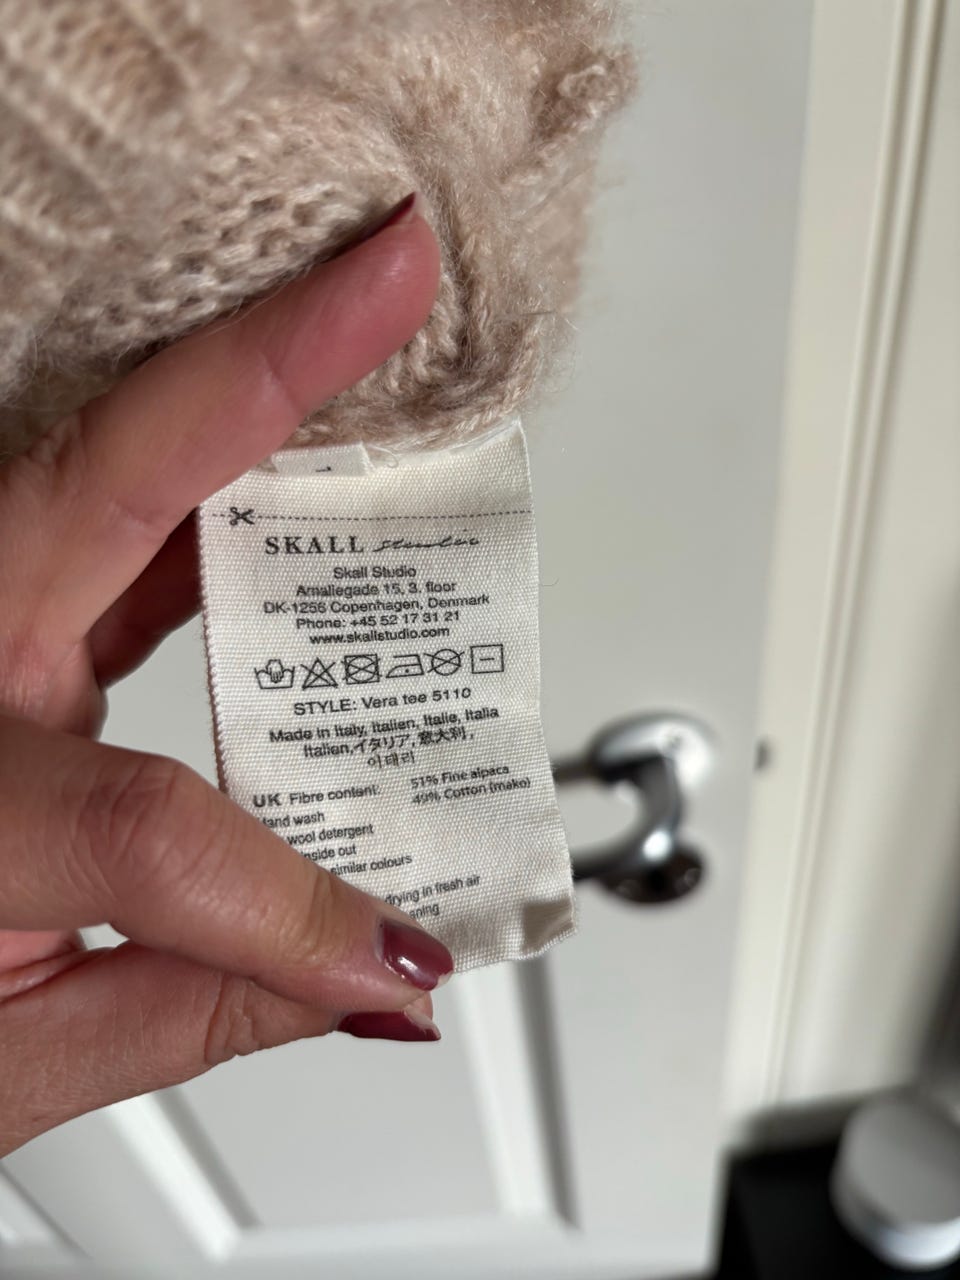 SKALL studio
Skall Studio
Amaliegade 15, 3. floor
DK-1256 Copenhagen, Denmark
Phone: +45 52 17 31 21
www.skallstudio.com
STYLE: Vera tee 5110
Made in Italy, Italien, Italie, Italia
Italien,イタリア, 意大利,
이태리
UK Fibre content: 51% Fine alpaca
49% Cotton (mako)
Hand wash
wool detergent
inside out
similar colours
drying in fresh air